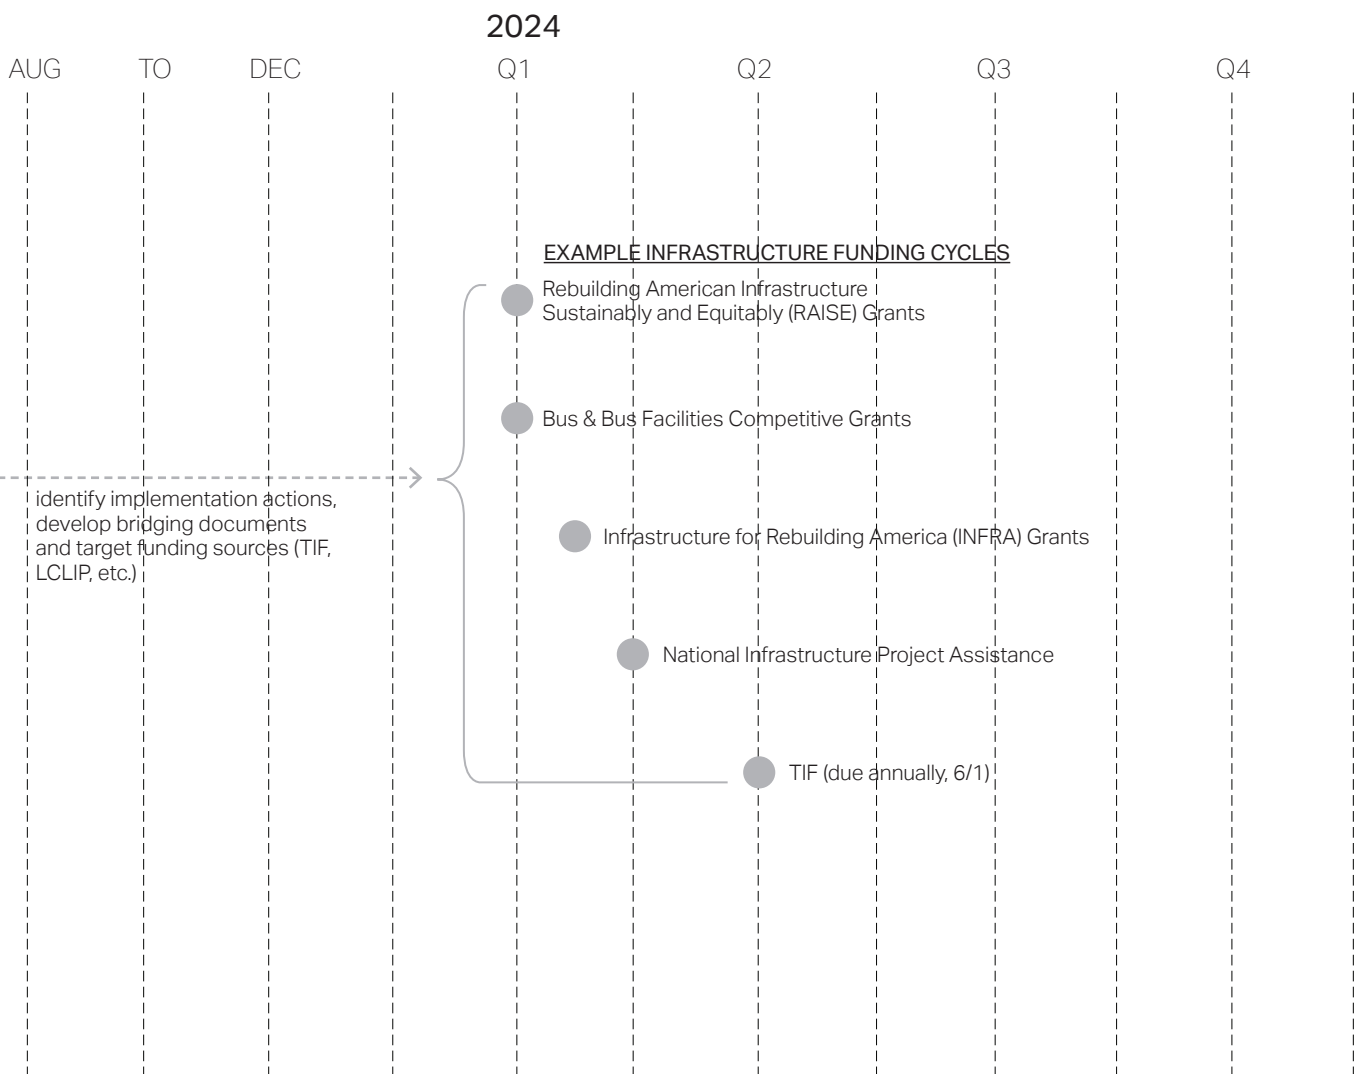 2024
AUG TO DEC Q1 Q2 Q3 Q4
EXAMPLE INFRASTRUCTURE FUNDING CYCLES
Rebuilding American Infrastructure
Sustainably and Equitably (RAISE) Grants
Bus & Bus Facilities Competitive Grants
identify implementation actions,
develop bridging documents
and target funding sources (TIF,
LCLIP, etc.)
Infrastructure for Rebuilding America (INFRA) Grants
National Infrastructure Project Assistance
TIF (due annually, 6/1)